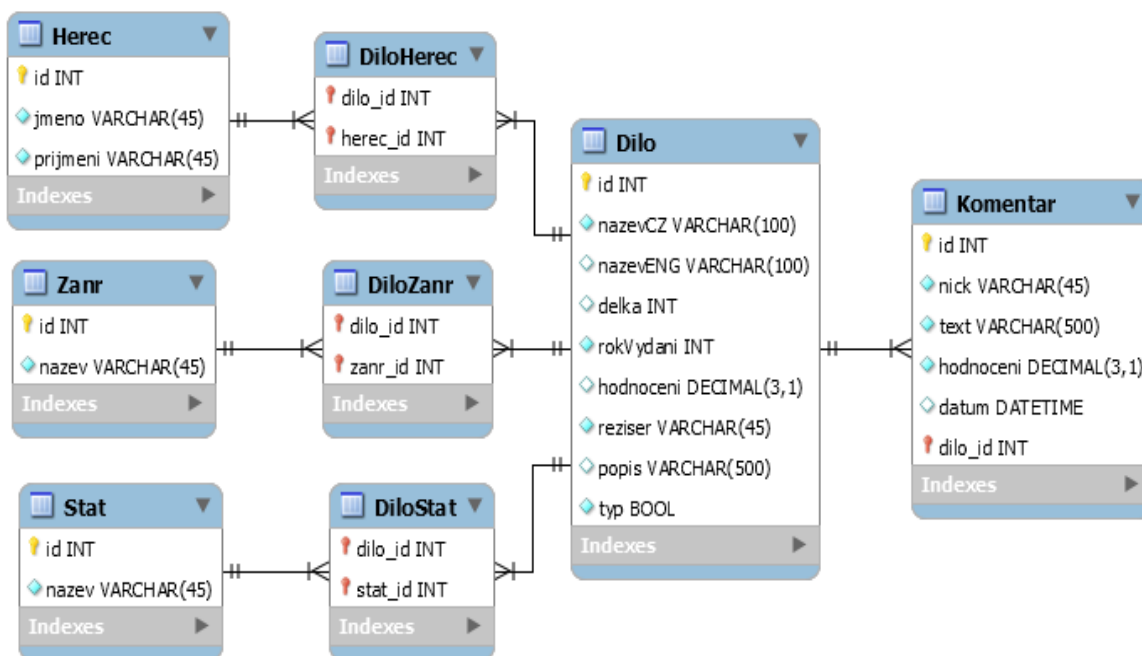 Herec
id INT
jmeno VARCHAR(45)
prijmeni VARCHAR(45)
Indexes
DiloHerec
dilo_id INT
herec_id INT
Indexes
Zanr
id INT
nazev VARCHAR(45)
Indexes
DiloZanr
dilo_id INT
zanr_id INT
Indexes
Stat
id INT
nazev VARCHAR(45)
Indexes
DiloStat
dilo_id INT
stat_id INT
Indexes
Dilo
id INT
nazevCZ VARCHAR(100)
nazevENG VARCHAR(100)
delka INT
rokVydani INT
hodnoceni DECIMAL(3,1)
reziser VARCHAR(45)
popis VARCHAR(500)
typ BOOL
Indexes
Komentar
id INT
nick VARCHAR(45)
text VARCHAR(500)
hodnoceni DECIMAL(3,1)
datum DATETIME
dilo_id INT
Indexes